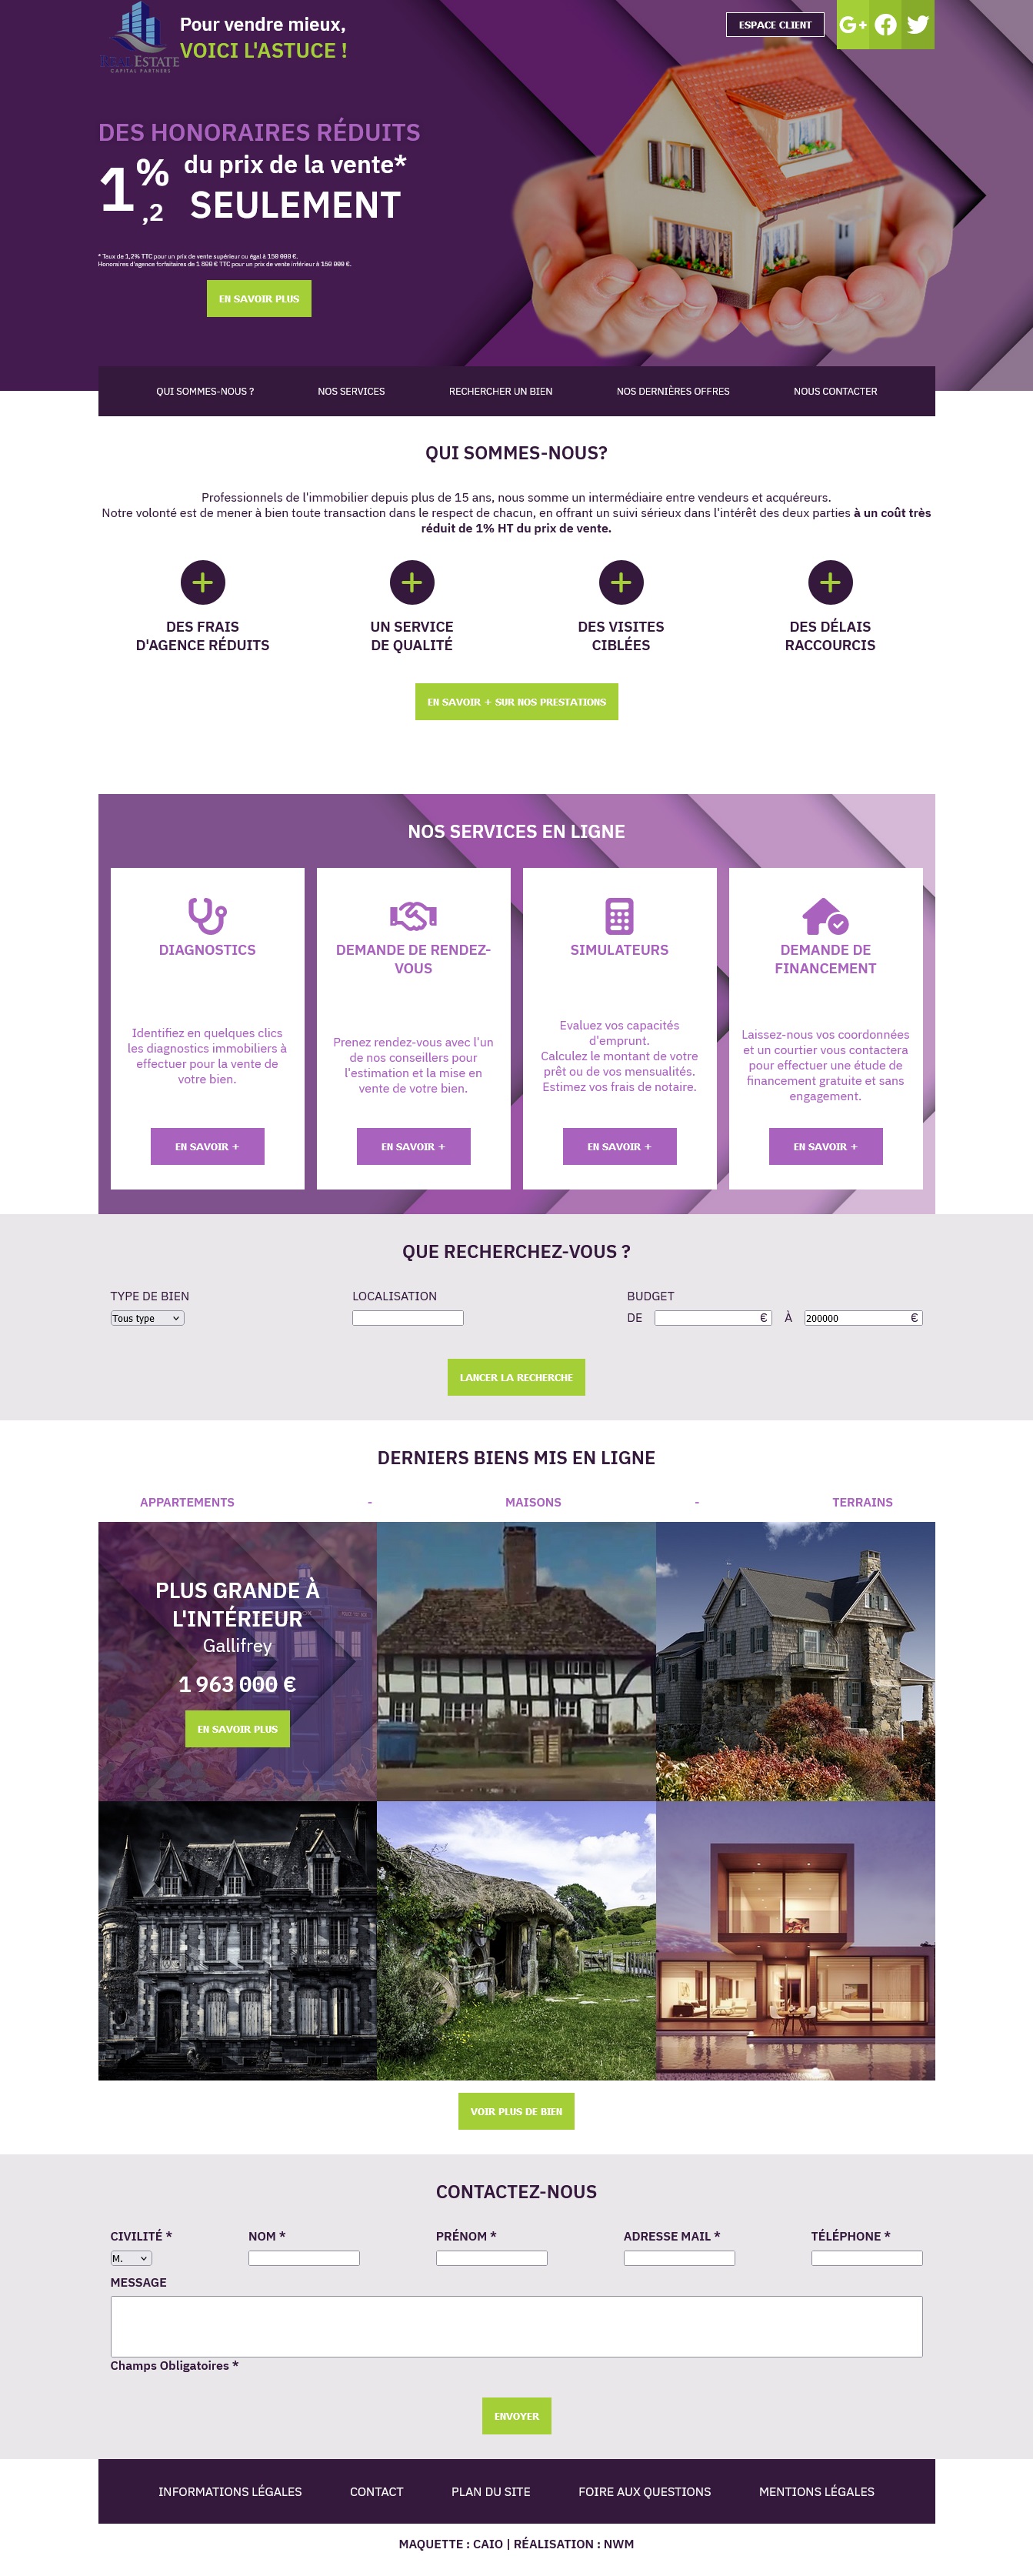 Real ESTATE
CAPITAL PARTNERS
Pour vendre mieux,
VOICI L'ASTUCE !
ESPACE CLIENT
DES HONORAIRES RÉDUITS
1 % ,2
du prix de la vente*
SEULEMENT
* Taux de 1,2% TTC pour un prix de vente supérieur ou égal à 150 000 €.
Honoraires d'agence forfaitaires de 1 800 € TTC pour un prix de vente inférieur à 150 000 €.
EN SAVOIR PLUS
QUI SOMMES-NOUS ? NOS SERVICES RECHERCHER UN BIEN NOS DERNIÈRES OFFRES NOUS CONTACTER
QUI SOMMES-NOUS?
Professionnels de l'immobilier depuis plus de 15 ans, nous somme un intermédiaire entre vendeurs et acquéreurs.
Notre volonté est de mener à bien toute transaction dans le respect de chacun, en offrant un suivi sérieux dans l'intérêt des deux parties à un coût très
réduit de 1% HT du prix de vente.
DES FRAIS
D'AGENCE RÉDUITS
UN SERVICE
DE QUALITÉ
DES VISITES
CIBLÉES
DES DÉLAIS
RACCOURCIS
EN SAVOIR + SUR NOS PRESTATIONS
NOS SERVICES EN LIGNE
DIAGNOSTICS
Identifiez en quelques clics
les diagnostics immobiliers à
effectuer pour la vente de
votre bien.
EN SAVOIR +
DEMANDE DE RENDEZ-
VOUS
Prenez rendez-vous avec l'un
de nos conseillers pour
l'estimation et la mise en
vente de votre bien.
EN SAVOIR +
SIMULATEURS
Evaluez vos capacités
d'emprunt.
Calculez le montant de votre
prêt ou de vos mensualités.
Estimez vos frais de notaire.
EN SAVOIR +
DEMANDE DE
FINANCEMENT
Laissez-nous vos coordonnées
et un courtier vous contactera
pour effectuer une étude de
financement gratuite et sans
engagement.
EN SAVOIR +
QUE RECHERCHEZ-VOUS ?
TYPE DE BIEN
Tous type
LOCALISATION
BUDGET
DE € À 200000 €
LANCER LA RECHERCHE
DERNIERS BIENS MIS EN LIGNE
APPARTEMENTS - MAISONS - TERRAINS
PLUS GRANDE À
L'INTÉRIEUR
Gallifrey
1 963 000 €
EN SAVOIR PLUS
VOIR PLUS DE BIEN
CONTACTEZ-NOUS
CIVILITÉ * NOM * PRÉNOM * ADRESSE MAIL * TÉLÉPHONE *
M.
MESSAGE
Champs Obligatoires *
ENVOYER
INFORMATIONS LÉGALES CONTACT PLAN DU SITE FOIRE AUX QUESTIONS MENTIONS LÉGALES
MAQUETTE : CAIO | RÉALISATION : NWM